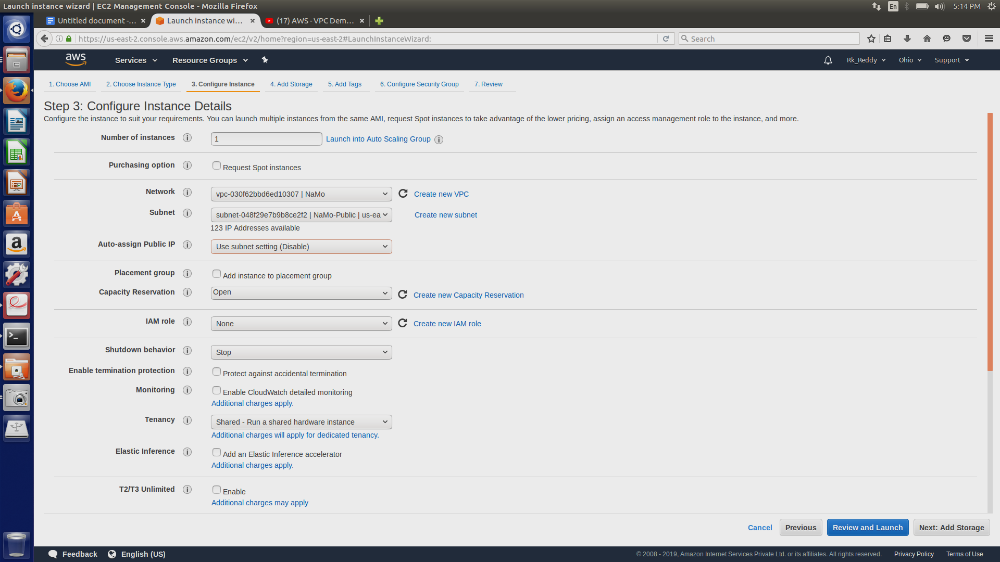 Launch instance wizard | EC2 Management Console - Mozilla Firefox
En
5:14 PM
Untitled document -...
Launch instance wi...
(17) AWS - VPC Dem...
https://us-east-2.console.aws.amazon.com/ec2/v2/home?region=us-east-2#LaunchInstanceWizard:
Search
aws
Services
Resource Groups
Rk_Reddy
Ohio
Support
1. Choose AMI
2. Choose Instance Type
3. Configure Instance
4. Add Storage
5. Add Tags
6. Configure Security Group
7. Review
Step 3: Configure Instance Details
Configure the instance to suit your requirements. You can launch multiple instances from the same AMI, request Spot instances to take advantage of the lower pricing, assign an access management role to the instance, and more.
Number of instances
1
Launch into Auto Scaling Group
Purchasing option
Request Spot instances
Network
vpc-030f62bbd6ed10307 | NaMo
Create new VPC
Subnet
subnet-048f29e7b9b8ce2f2 | NaMo-Public | us-ea
Create new subnet
123 IP Addresses available
Auto-assign Public IP
Use subnet setting (Disable)
Placement group
Add instance to placement group
Capacity Reservation
Open
Create new Capacity Reservation
IAM role
None
Create new IAM role
Shutdown behavior
Stop
Enable termination protection
Protect against accidental termination
Monitoring
Enable CloudWatch detailed monitoring
Additional charges apply.
Tenancy
Shared - Run a shared hardware instance
Additional charges will apply for dedicated tenancy.
Elastic Inference
Add an Elastic Inference accelerator
Additional charges apply.
T2/T3 Unlimited
Enable
Additional charges may apply
Cancel
Previous
Review and Launch
Next: Add Storage
Feedback
English (US)
© 2008 - 2019, Amazon Internet Services Private Ltd. or its affiliates. All rights reserved.
Privacy Policy
Terms of Use